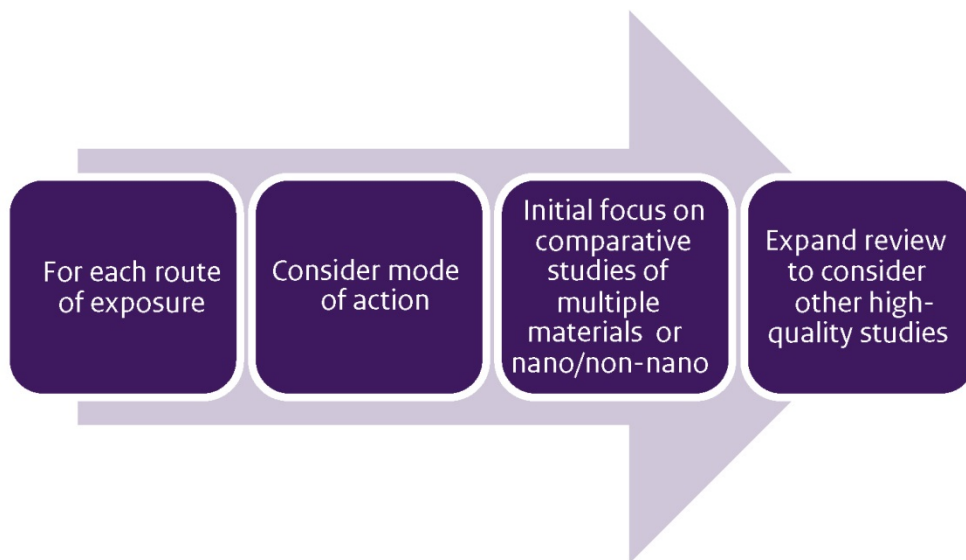 For each route
of exposure
Consider mode
of action
Initial focus on
comparative
studies of
multiple
materials or
nano/non-nano
Expand review
to consider
other high-
quality studies